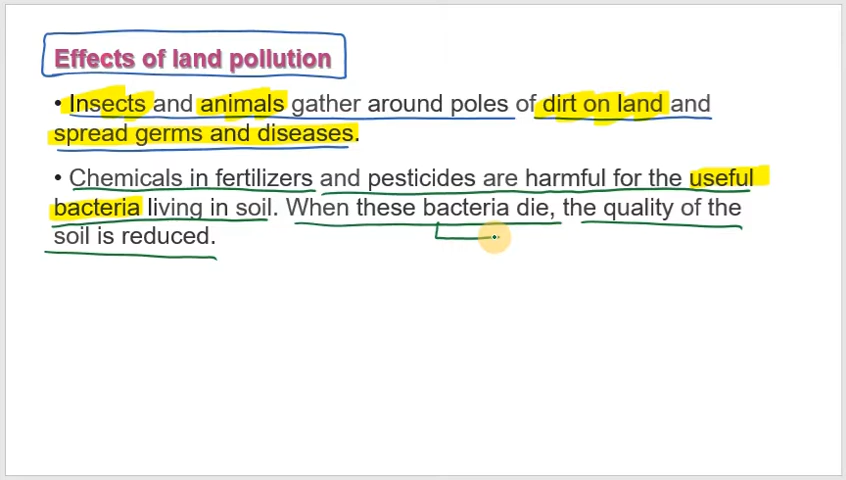 Effects of land pollution
• Insects and animals gather around poles of dirt on land and
spread germs and diseases.
• Chemicals in fertilizers and pesticides are harmful for the useful
bacteria living in soil. When these bacteria die, the quality of the
soil is reduced.